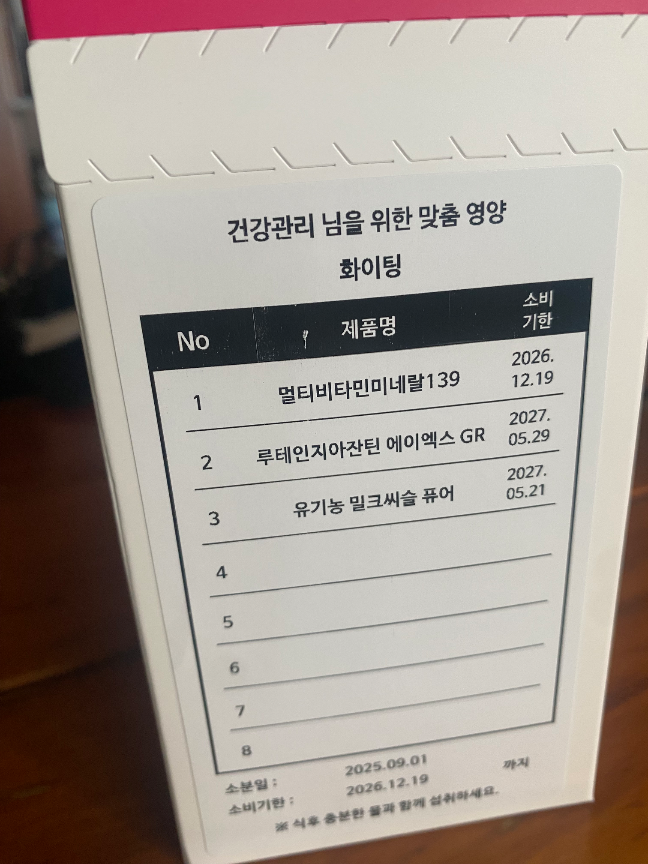 건강관리 님을 위한 맞춤 영양
화이팅
No 제품명 소비 기한
1 멀티비타민미네랄139 2026. 12.19
2 루테인지아잔틴 에이엑스 GR 2027. 05.29
3 유기농 밀크씨슬 퓨어 2027. 05.21
4
5
6
7
8
소분일 : 2025.09.01
소비기한 : 2026.12.19 까지
※ 식후 충분한 물과 함께 섭취하세요.